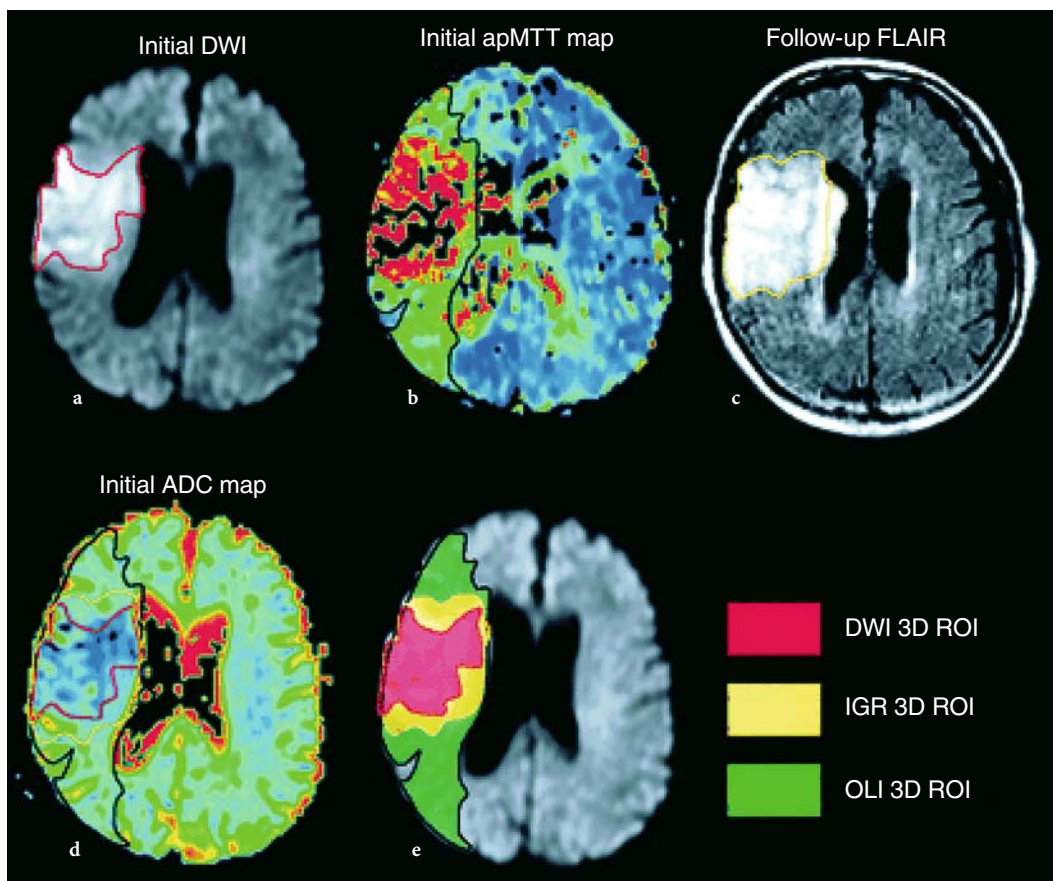 Initial DWI
Initial apMTT map
Follow-up FLAIR
a
b
c
Initial ADC map
d
e
DWI 3D ROI
IGR 3D ROI
OLI 3D ROI